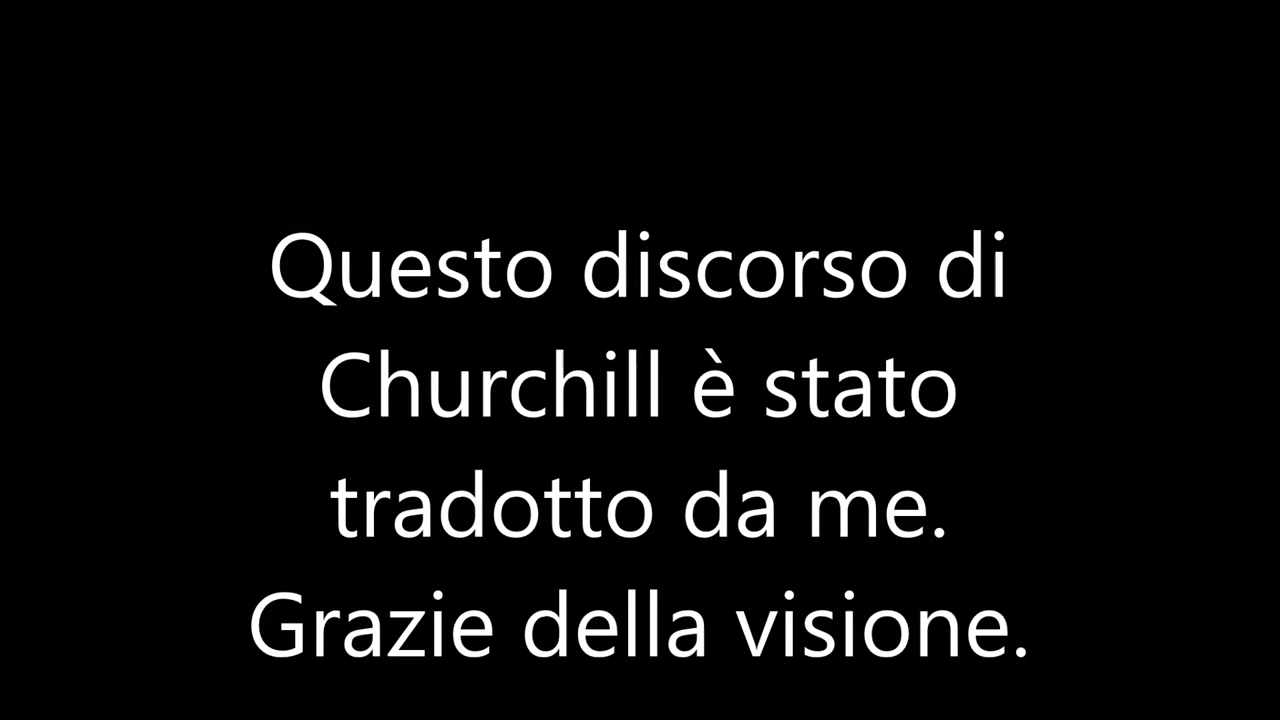 Questo discorso di
Churchill è stato
tradotto da me.
Grazie della visione.